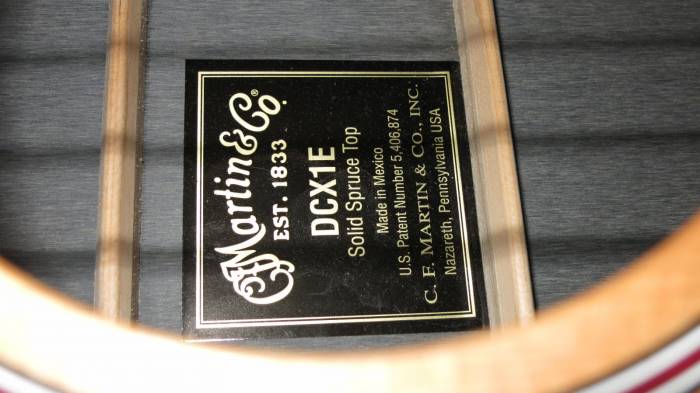 Martin & Co.®
EST. 1833
DCX1E
Solid Spruce Top
Made in Mexico
U.S. Patent Number 5,406,874
C. F. MARTIN & CO., INC.
Nazareth, Pennsylvania USA